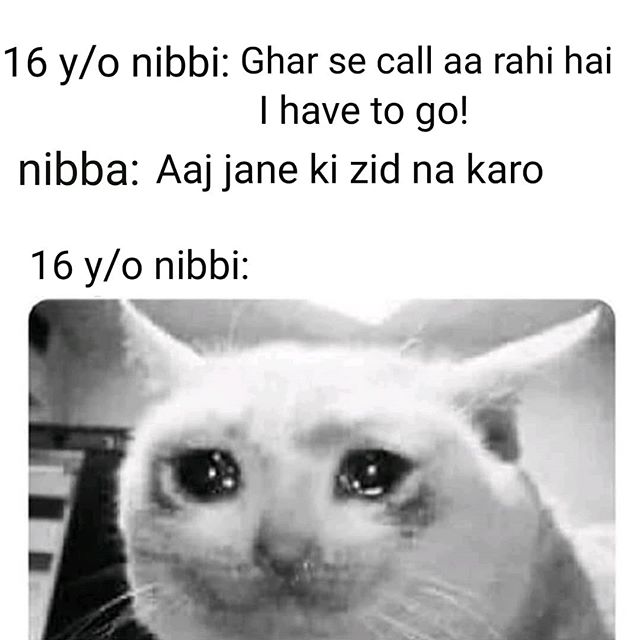 16 y/o nibbi: Ghar se call aa rahi hai
I have to go!
nibba: Aaj jane ki zid na karo
16 y/o nibbi: